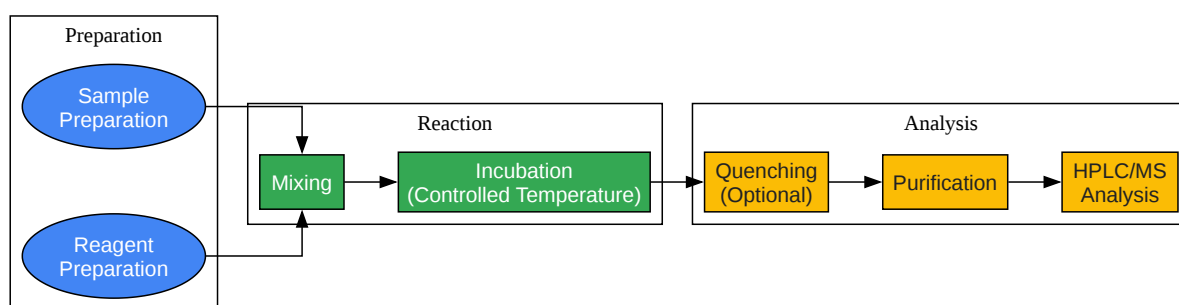 Preparation
Sample
Preparation
Reagent
Preparation
Reaction
Mixing
Incubation
(Controlled Temperature)
Analysis
Quenching
(Optional)
Purification
HPLC/MS
Analysis